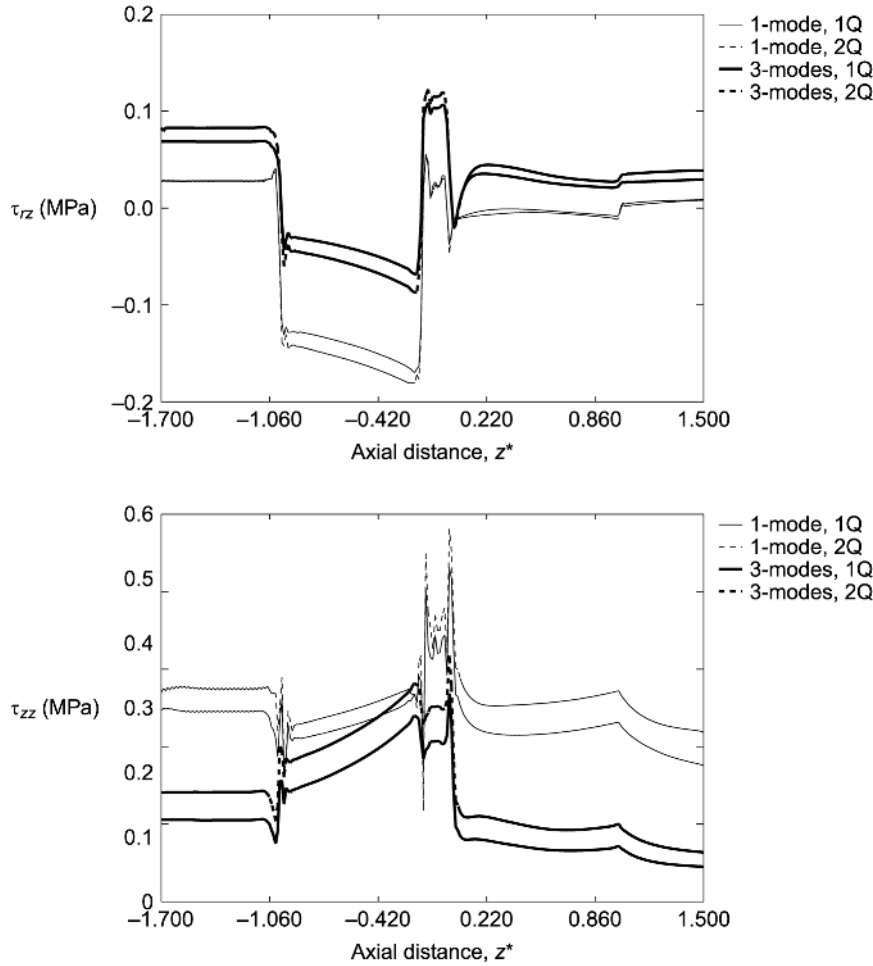 0.2
0.1
0.0
–0.1
–0.2
τrz (MPa)
–1.700 –1.060 –0.420 0.220 0.860 1.500
Axial distance, z*
1-mode, 1Q
1-mode, 2Q
3-modes, 1Q
3-modes, 2Q
0.6
0.5
0.4
0.3
0.2
0.1
0
τzz (MPa)
–1.700 –1.060 –0.420 0.220 0.860 1.500
Axial distance, z*
1-mode, 1Q
1-mode, 2Q
3-modes, 1Q
3-modes, 2Q